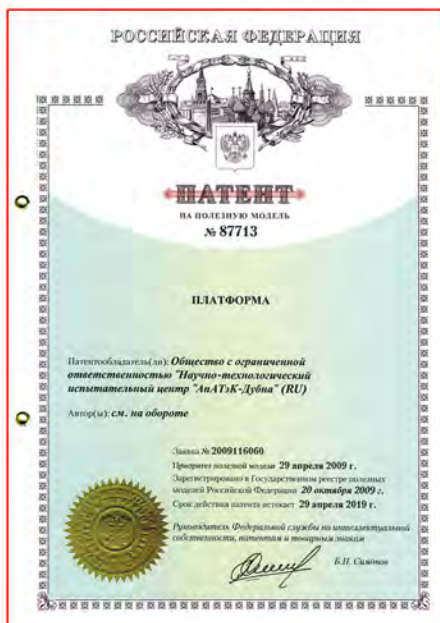 РОССИЙСКАЯ ФЕДЕРАЦИЯ
ПАТЕНТ
НА ПОЛЕЗНУЮ МОДЕЛЬ
№ 87713
ПЛАТФОРМА
Патентообладатель(ли): Общество с ограниченной
ответственностью "Научно-технологический
испытательный центр "АпАТэК-Дубна" (RU)
Автор(ы): см. на обороте
Заявка № 2009116060
Приоритет полезной модели 29 апреля 2009 г.
Зарегистрировано в Государственном реестре полезных
моделей Российской Федерации 20 октября 2009 г.
Срок действия патента истекает 29 апреля 2019 г.
Руководитель Федеральной службы по интеллектуальной
собственности, патентам и товарным знакам
Б.П. Симонов